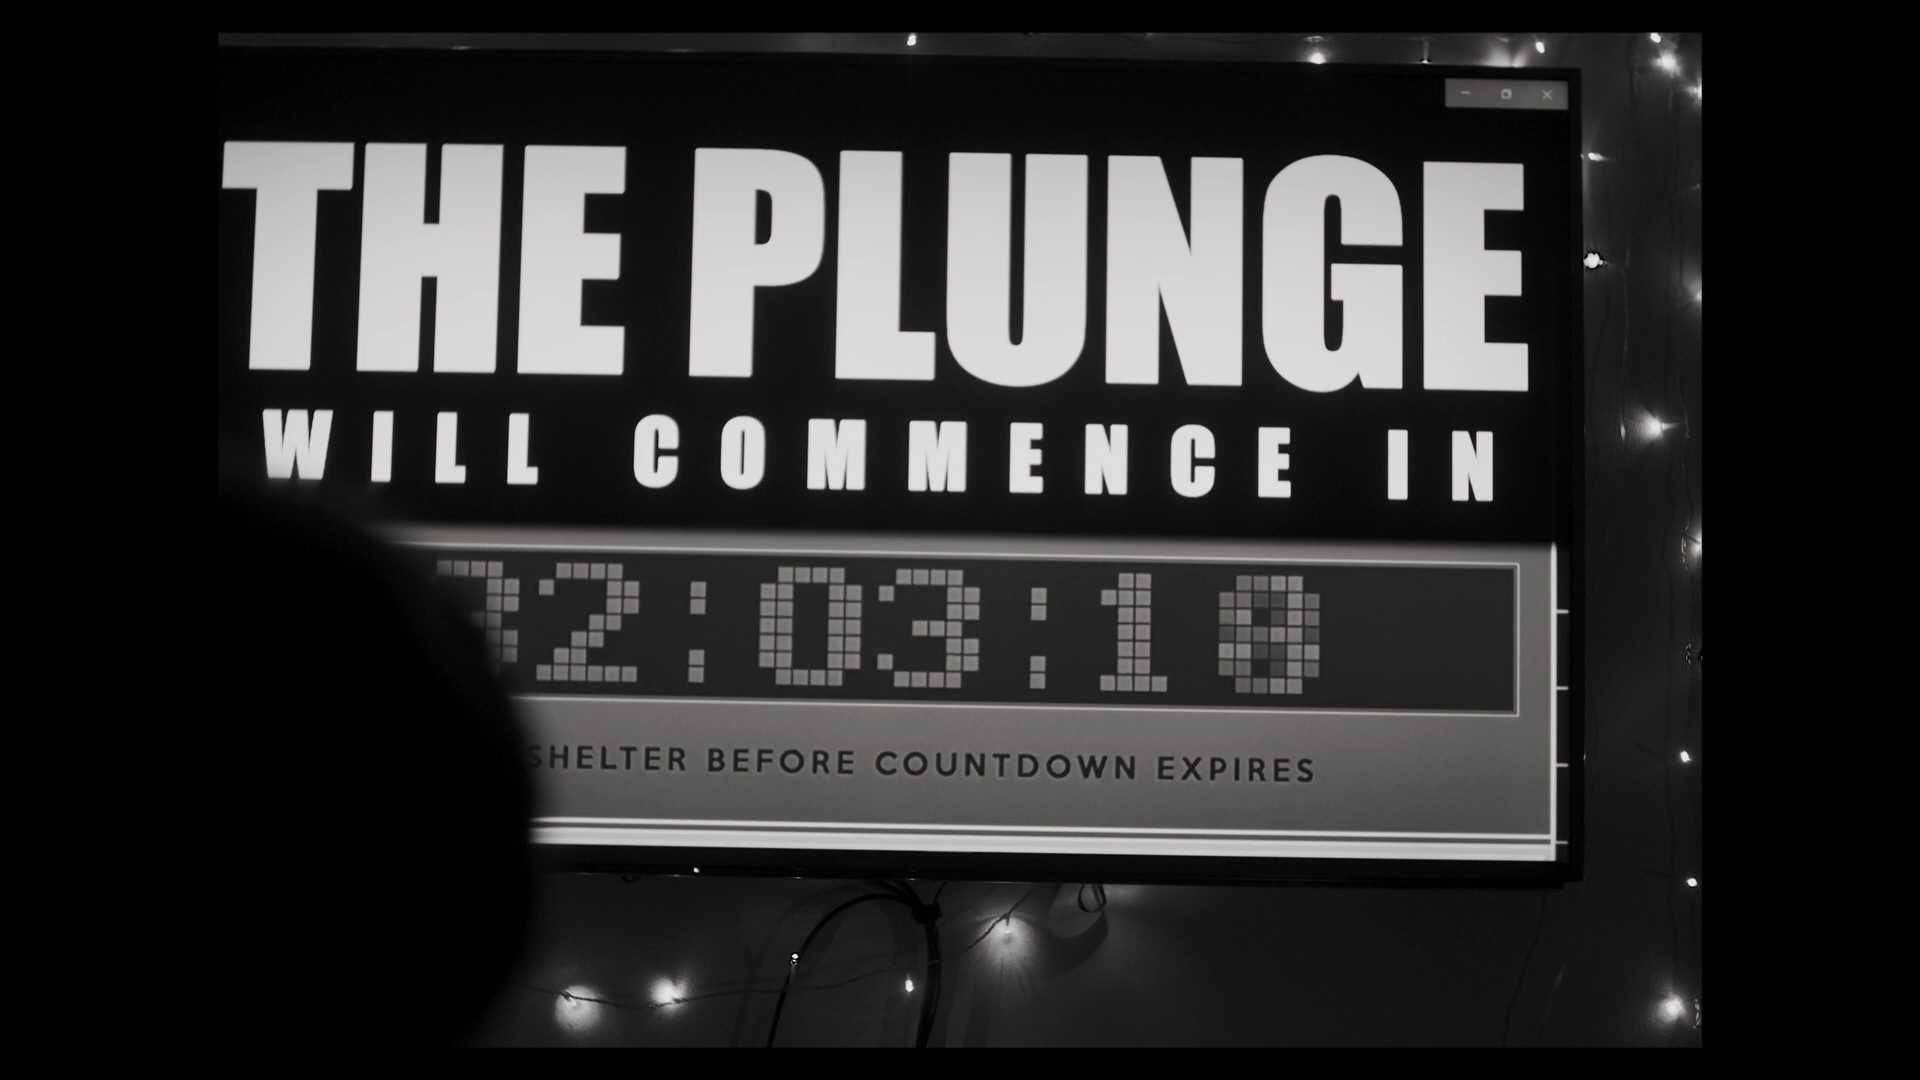 THE PLUNGE
WILL COMMENCE IN
2:03:1
SHELTER BEFORE COUNTDOWN EXPIRES